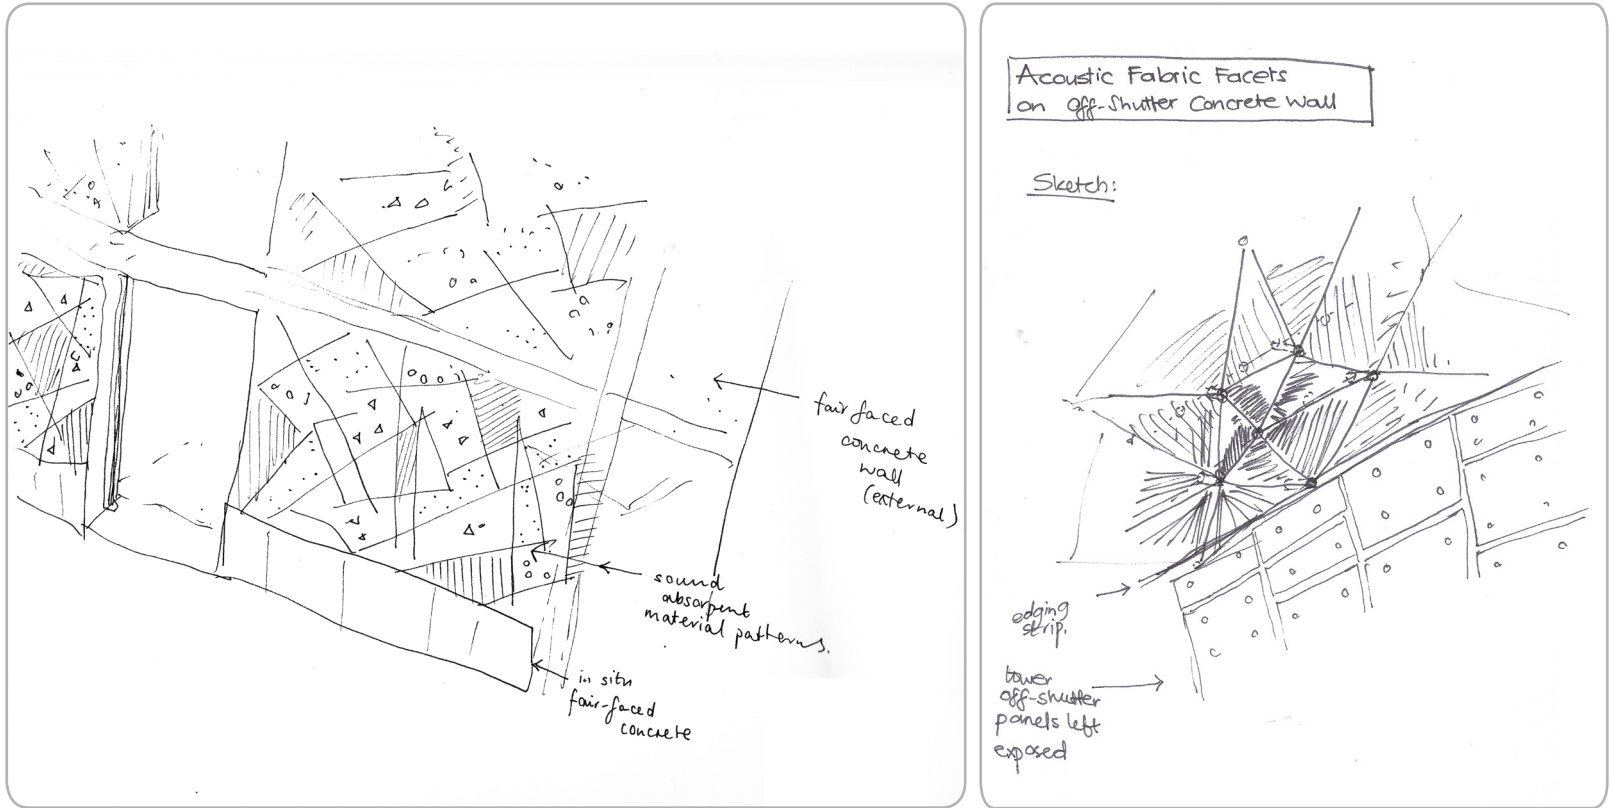 fair faced
concrete
wall
(external)
sound
absorpent
material patterns.
in situ
fair-faced
concrete
Acoustic Fabric Facets
on off-Shutter Concrete Wall
Sketch:
edging
strip.
lower
off-shutter
panels left
exposed